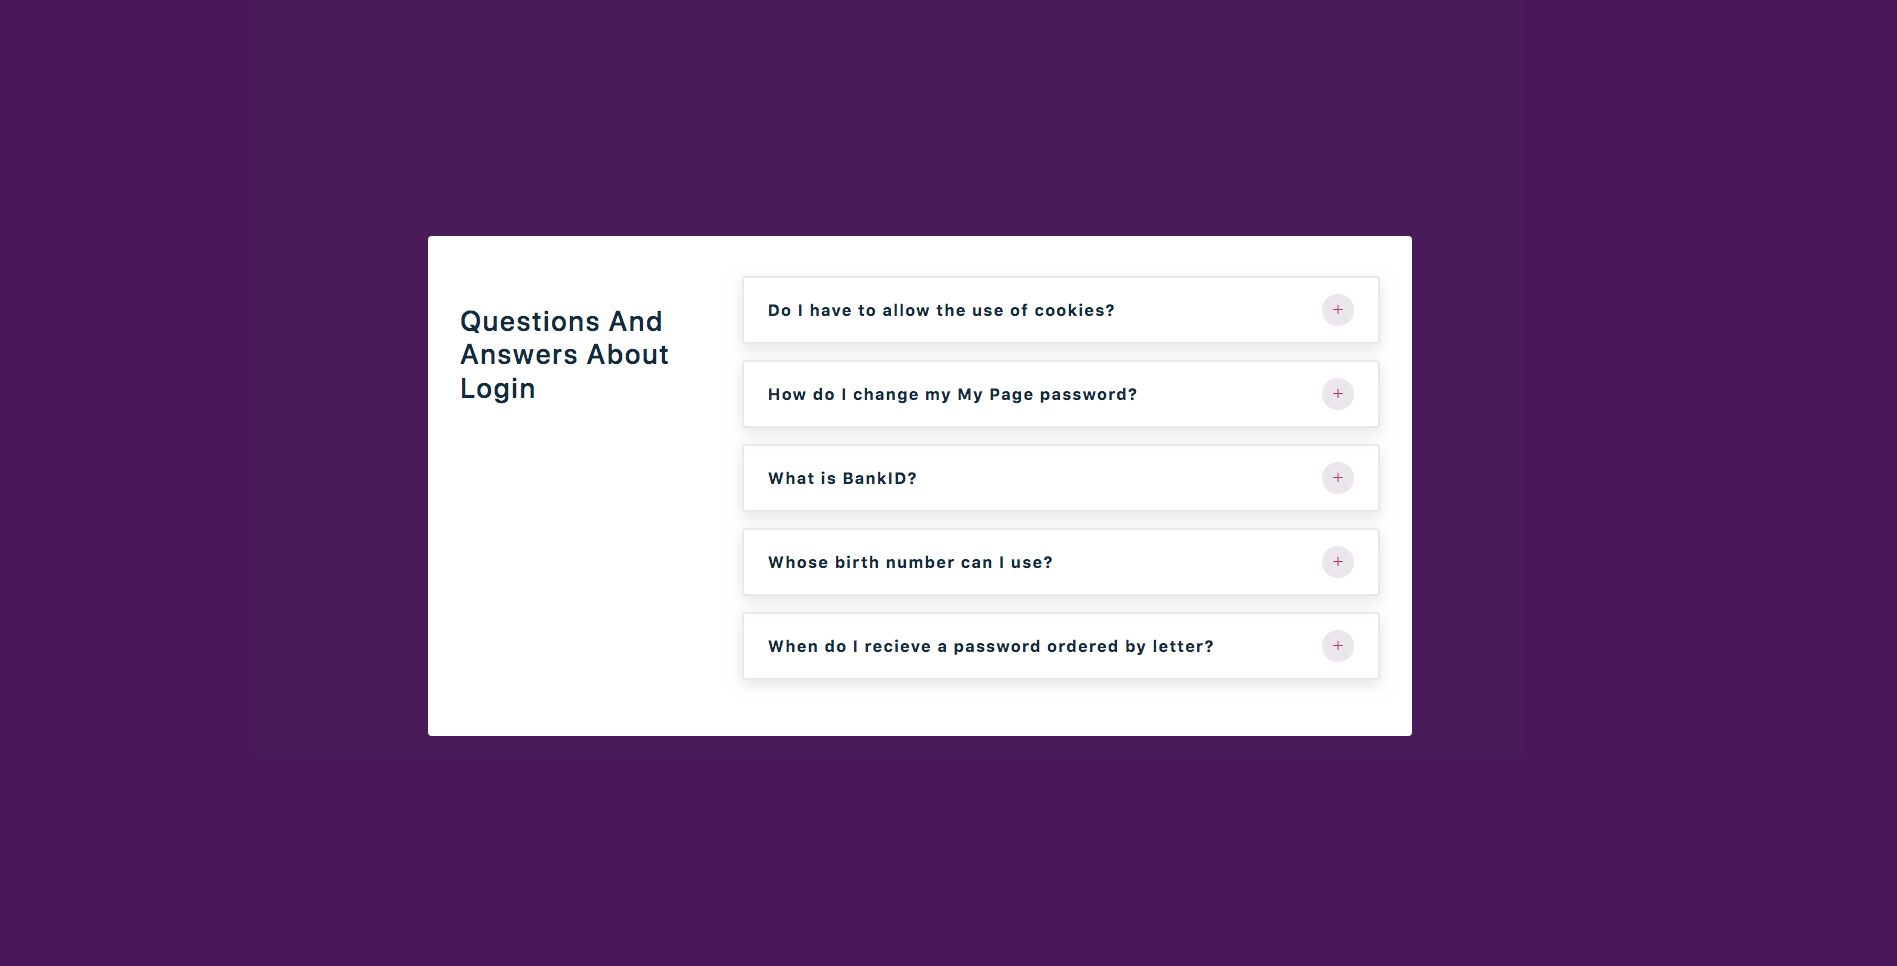 Questions And
Answers About
Login
Do I have to allow the use of cookies?
+
How do I change my My Page password?
+
What is BankID?
+
Whose birth number can I use?
+
When do I recieve a password ordered by letter?
+